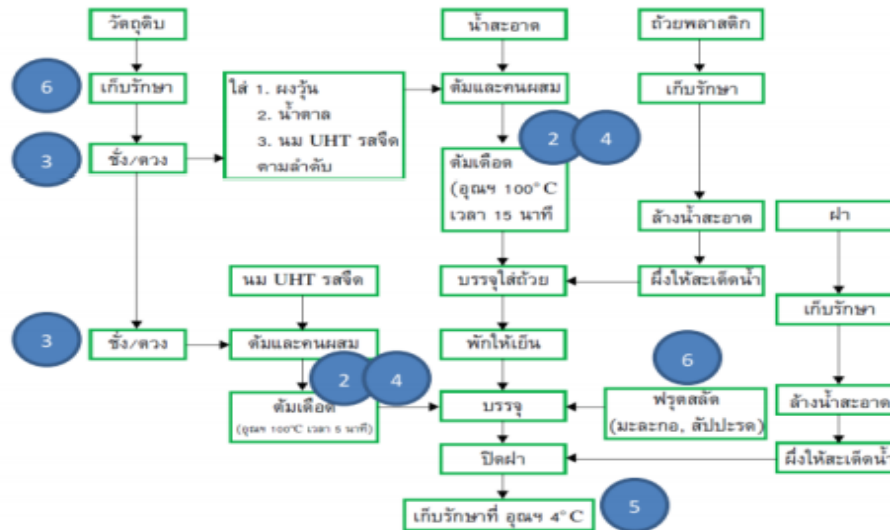 วัตถุดิบ
น้ำสะอาด
ถ้วยพลาสติก
6
เก็บรักษา
ใส่ 1. ผงวุ้น
2. น้ำตาล
3. นม UHT รสจืด
ตามลำดับ
ต้มและคนผสม
เก็บรักษา
3
ชั่ง/ตวง
2
4
ต้มเดือด
(อุณฯ 100°C
เวลา 15 นาที
ล้างน้ำสะอาด
ฝา
นม UHT รสจืด
บรรจุใส่ถ้วย
ผึ่งให้สะเด็ดน้ำ
เก็บรักษา
3
ชั่ง/ตวง
ต้มและคนผสม
พักให้เย็น
6
2
4
ต้มเดือด
(อุณฯ 100°C เวลา 5 นาที)
บรรจุ
ฟรุตสลัด
(มะละกอ, สัปปะรด)
ล้างน้ำสะอาด
ปิดฝา
ผึ่งให้สะเด็ดน้ำ
เก็บรักษาที่ อุณฯ 4°C
5